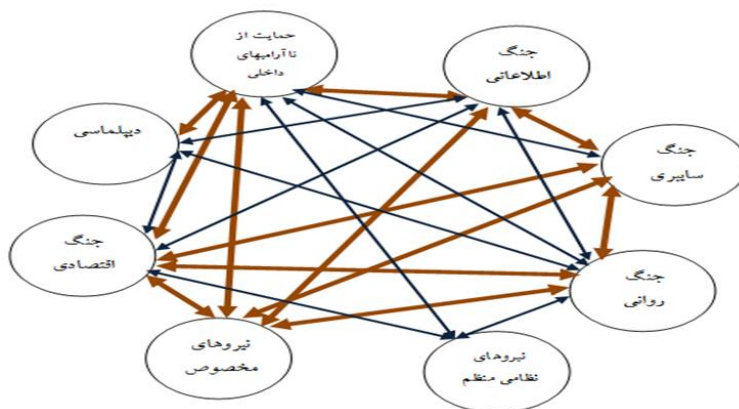 حمایت از
ناآرامیهای
داخلی
جنگ
اطلاعاتی
جنگ
سایبری
جنگ
روانی
نیروهای
نظامی منظم
نیروهای
مخصوص
جنگ
اقتصادی
دیپلماسی